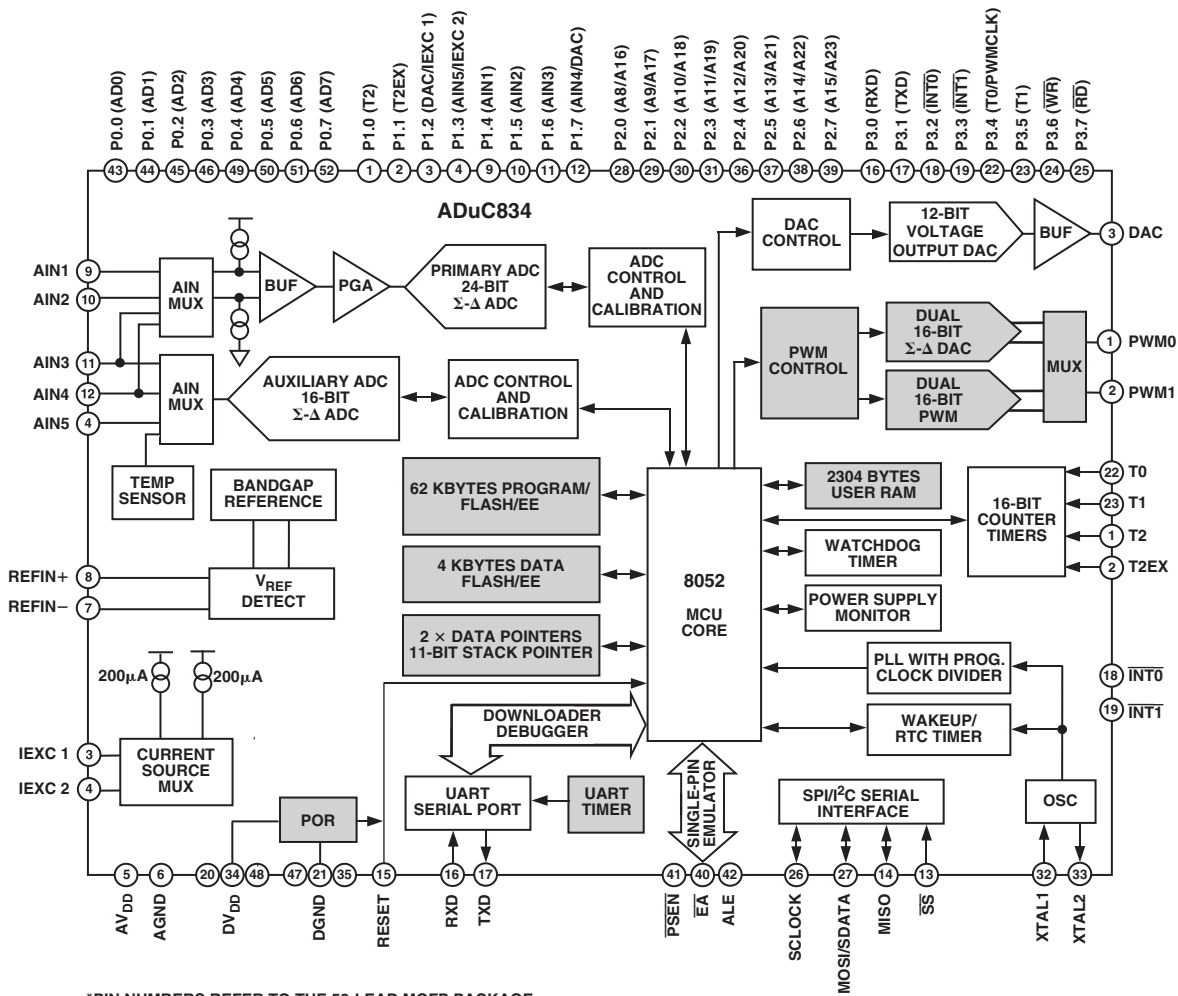 P0.0 (AD0)
P0.1 (AD1)
P0.2 (AD2)
P0.3 (AD3)
P0.4 (AD4)
P0.5 (AD5)
P0.6 (AD6)
P0.7 (AD7)
P1.0 (T2)
P1.1 (T2EX)
P1.2 (DAC/IEXC 1)
P1.3 (AIN5/IEXC 2)
P1.4 (AIN1)
P1.5 (AIN2)
P1.6 (AIN3)
P1.7 (AIN4/DAC)
P2.0 (A8/A16)
P2.1 (A9/A17)
P2.2 (A10/A18)
P2.3 (A11/A19)
P2.4 (A12/A20)
P2.5 (A13/A21)
P2.6 (A14/A22)
P2.7 (A15/A23)
P3.0 (RXD)
P3.1 (TXD)
P3.2 (INT0)
P3.3 (INT1)
P3.4 (T0/PWMCLK)
P3.5 (T1)
P3.6 (WR)
P3.7 (RD)
43 44 45 46 49 50 51 52 1 2 3 4 9 10 11 12 28 29 30 31 36 37 38 39 16 17 18 19 22 23 24 25
ADuC834
AIN1 9
AIN2 10
AIN3 11
AIN4 12
AIN5 4
AIN
MUX
BUF
PGA
PRIMARY ADC
24-BIT
Σ-Δ ADC
ADC
CONTROL
AND
CALIBRATION
DAC
CONTROL
12-BIT
VOLTAGE
OUTPUT DAC
BUF
3 DAC
AIN
MUX
AUXILIARY ADC
16-BIT
Σ-Δ ADC
ADC CONTROL
AND
CALIBRATION
PWM
CONTROL
DUAL
16-BIT
Σ-Δ DAC
DUAL
16-BIT
PWM
MUX
1 PWM0
2 PWM1
TEMP
SENSOR
BANDGAP
REFERENCE
REFIN+ 8
REFIN− 7
VREF
DETECT
62 KBYTES PROGRAM/
FLASH/EE
4 KBYTES DATA
FLASH/EE
2 × DATA POINTERS
11-BIT STACK POINTER
8052
MCU
CORE
2304 BYTES
USER RAM
WATCHDOG
TIMER
POWER SUPPLY
MONITOR
16-BIT
COUNTER
TIMERS
22 T0
23 T1
1 T2
2 T2EX
PLL WITH PROG.
CLOCK DIVIDER
WAKEUP/
RTC TIMER
18 INT0
19 INT1
200μA
200μA
IEXC 1 3
IEXC 2 4
CURRENT
SOURCE
MUX
DOWNLOADER
DEBUGGER
POR
UART
SERIAL PORT
UART
TIMER
SINGLE-PIN
EMULATOR
SPI/I2C SERIAL
INTERFACE
OSC
5 6 20 34 48 47 21 35 15 16 17 41 40 42 26 27 14 13 32 33
AVDD
AGND
DVDD
DGND
RESET
RXD
TXD
PSEN
EA
ALE
SCLOCK
MOSI/SDATA
MISO
SS
XTAL1
XTAL2